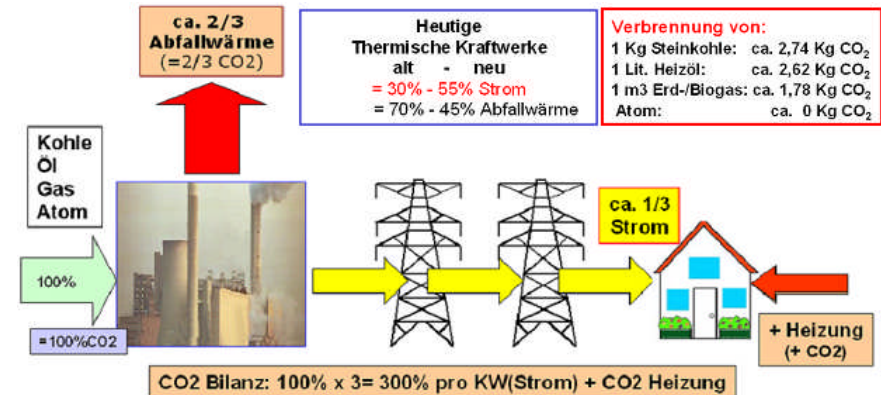 ca. 2/3
Abfallwärme
(=2/3 CO2)
Heutige
Thermische Kraftwerke
alt - neu
= 30% - 55% Strom
= 70% - 45% Abfallwärme
Verbrennung von:
1 Kg Steinkohle: ca. 2,74 Kg CO₂
1 Lit. Heizöl: ca. 2,62 Kg CO₂
1 m3 Erd-/Biogas: ca. 1,78 Kg CO₂
Atom: ca. 0 Kg CO₂
Kohle
Öl
Gas
Atom
100%
=100%CO2
ca. 1/3
Strom
+ Heizung
(+ CO2)
CO2 Bilanz: 100% x 3= 300% pro KW(Strom) + CO2 Heizung